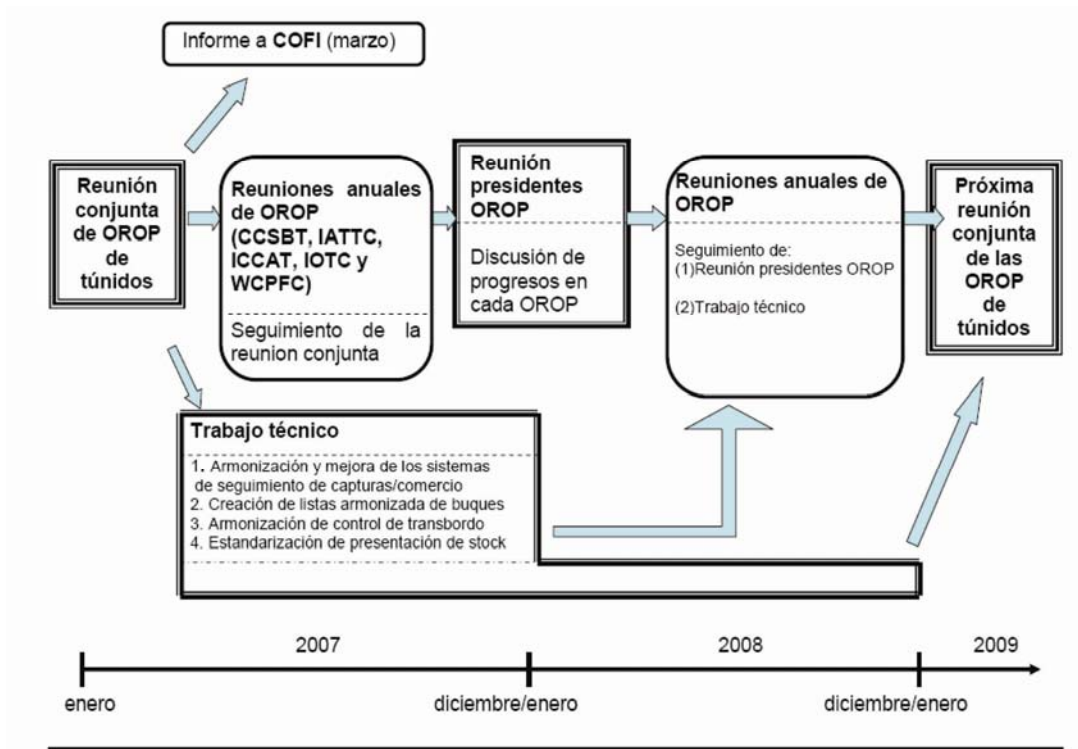 Informe a COFI (marzo)
Reunión
conjunta
de OROP
de
túnidos
Reuniones anuales
de OROP
(CCSBT, IATTC,
ICCAT, IOTC y
WCPFC)
Seguimiento de la
reunion conjunta
Reunión
presidentes
OROP
Discusión de
progresos en
cada OROP
Reuniones anuales de
OROP
Seguimiento de:
(1)Reunión presidentes OROP
(2)Trabajo técnico
Próxima
reunión
conjunta
de las
OROP
de
túnidos
Trabajo técnico
1. Armonización y mejora de los sistemas
de seguimiento de capturas/comercio
2. Creación de listas armonizada de buques
3. Armonización de control de transbordo
4. Estandarización de presentación de stock
2007
2008
2009
enero
diciembre/enero
diciembre/enero